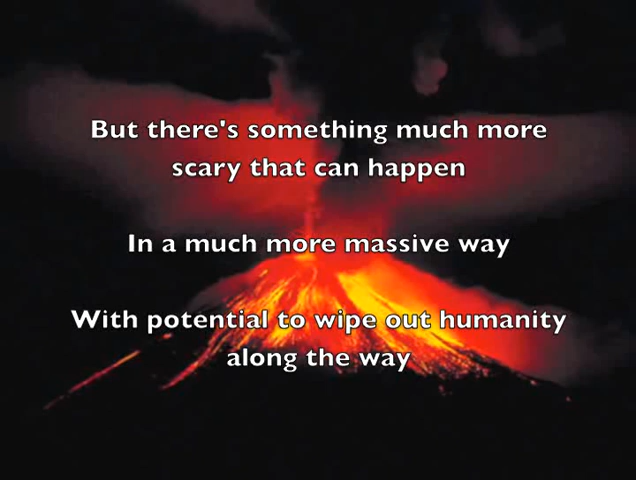 But there's something much more
scary that can happen
In a much more massive way
With potential to wipe out humanity
along the way